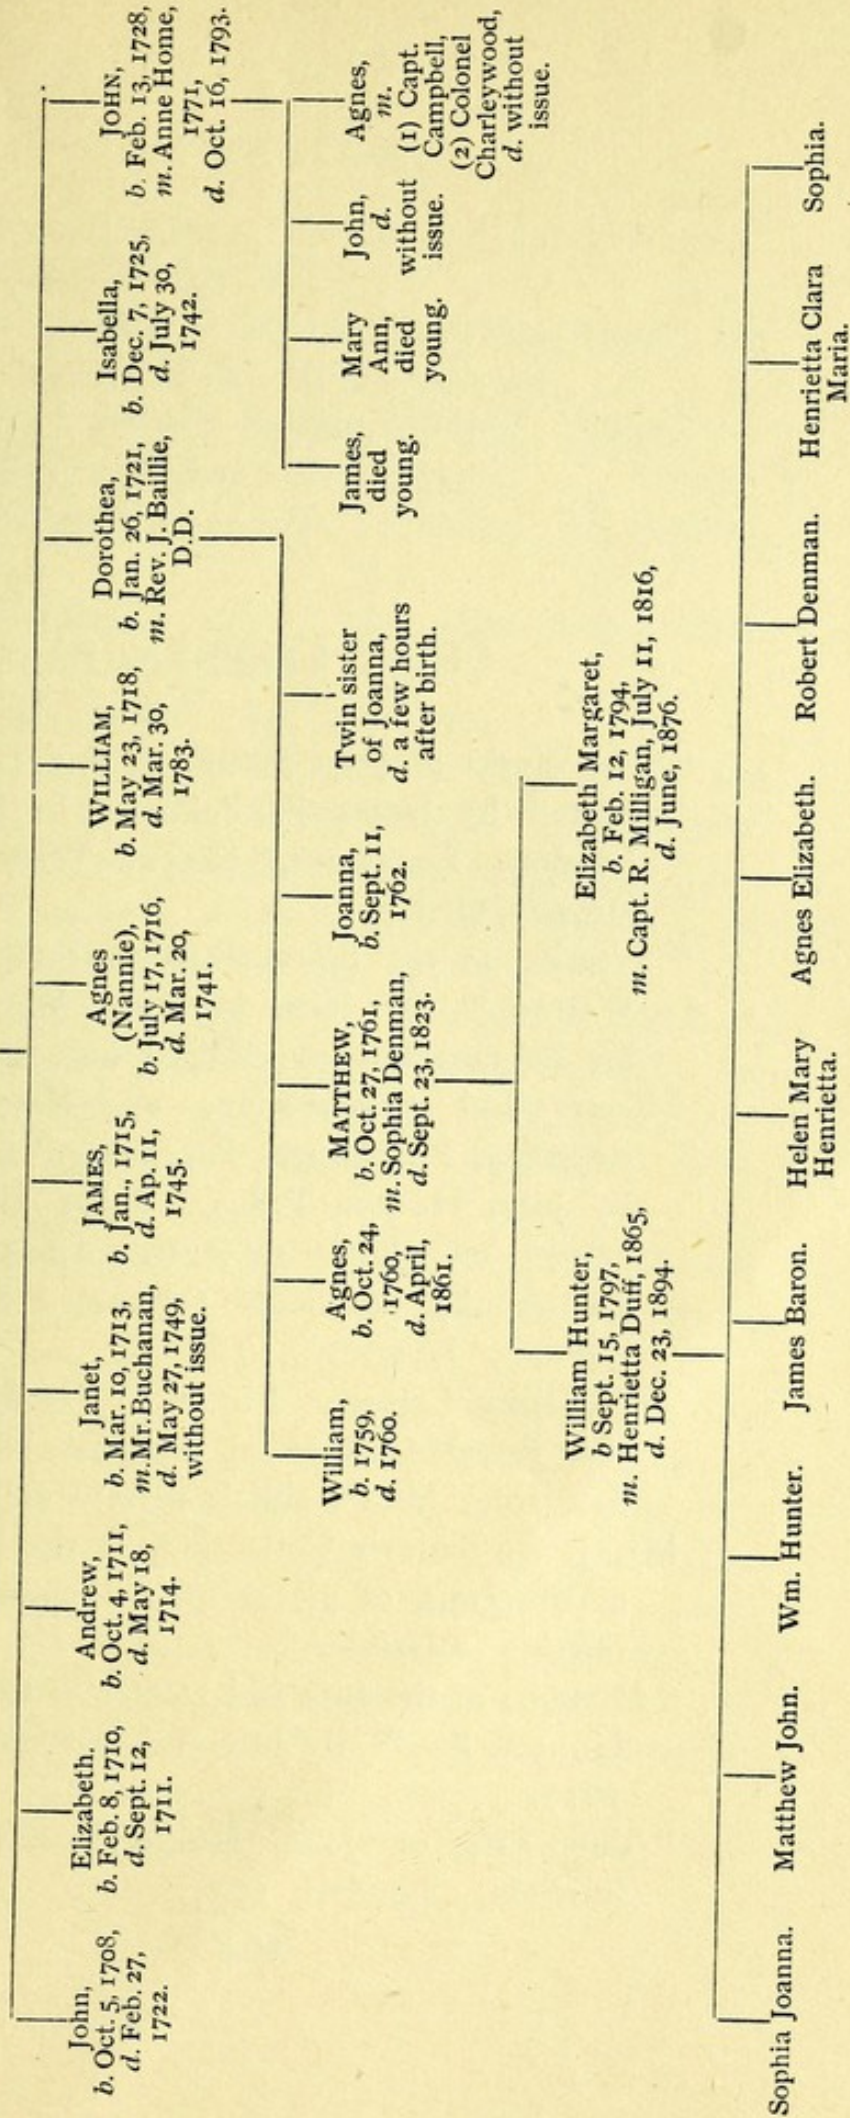 John,
b. Oct. 5, 1708,
d. Feb. 27,
1722.
Elizabeth.
b. Feb. 8, 1710,
d. Sept. 12,
1711.
Andrew,
b. Oct. 4, 1711,
d. May 18,
1714.
Janet,
b. Mar. 10, 1713,
m. Mr. Buchanan,
d. May 27, 1749,
without issue.
JAMES,
b. Jan., 1715,
d. Ap. 11,
1745.
Agnes
(Nannie),
b. July 17, 1716,
d. Mar. 20,
1741.
WILLIAM,
b. May 23, 1718,
d. Mar. 30,
1783.
Dorothea,
b. Jan. 26, 1721,
m. Rev. J. Baillie,
D.D.
Isabella,
b. Dec. 7, 1725,
d. July 30,
1742.
JOHN,
b. Feb. 13, 1728,
m. Anne Home,
1771,
d. Oct. 16, 1793.
William,
b. 1759,
d. 1760.
Agnes,
b. Oct. 24,
1760,
d. April,
1861.
MATTHEW,
b. Oct. 27, 1761,
m. Sophia Denman,
d. Sept. 23, 1823.
Joanna,
b. Sept. 11,
1762.
Twin sister
of Joanna,
d. a few hours
after birth.
James,
died
young.
Mary
Ann,
died
young.
John,
d.
without
issue.
Agnes,
m.
(1) Capt.
Campbell,
(2) Colonel
Charleywood,
d. without
issue.
William Hunter,
b Sept. 15, 1797,
m. Henrietta Duff, 1865,
d. Dec. 23, 1894.
Elizabeth Margaret,
b. Feb. 12, 1794,
m. Capt. R. Milligan, July 11, 1816,
d. June, 1876.
Sophia Joanna.
Matthew John.
Wm. Hunter.
James Baron.
Helen Mary
Henrietta.
Agnes Elizabeth.
Robert Denman.
Henrietta Clara
Maria.
Sophia.